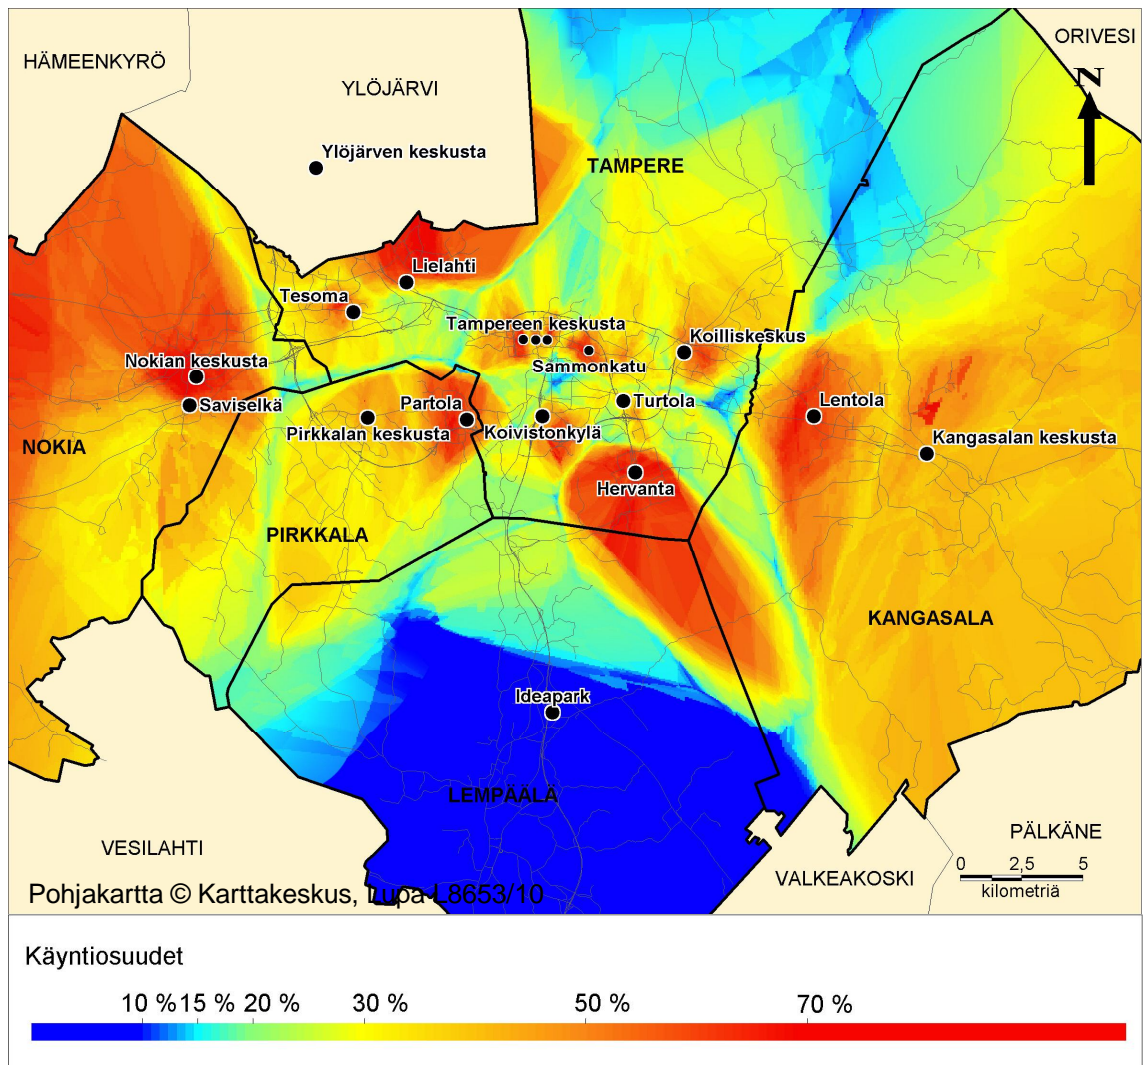 HÄMEENKYRÖ
ORIVESI
YLÖJÄRVI
N
Ylöjärven keskusta
TAMPERE
Lielahti
Tesoma
Tampereen keskusta
Koilliskeskus
Sammonkatu
Nokian keskusta
Saviselkä
Partola
Turtola
Lentola
Pirkkalan keskusta
Koivistonkylä
Kangasalan keskusta
NOKIA
Hervanta
PIRKKALA
KANGASALA
Ideapark
LEMPÄÄLÄ
PÄLKÄNE
VESILAHTI
VALKEAKOSKI
0 2,5 5
kilometriä
Pohjakartta © Karttakeskus, Lupa L8653/10
Käyntiosuudet
10 % 15 % 20 % 30 % 50 % 70 %